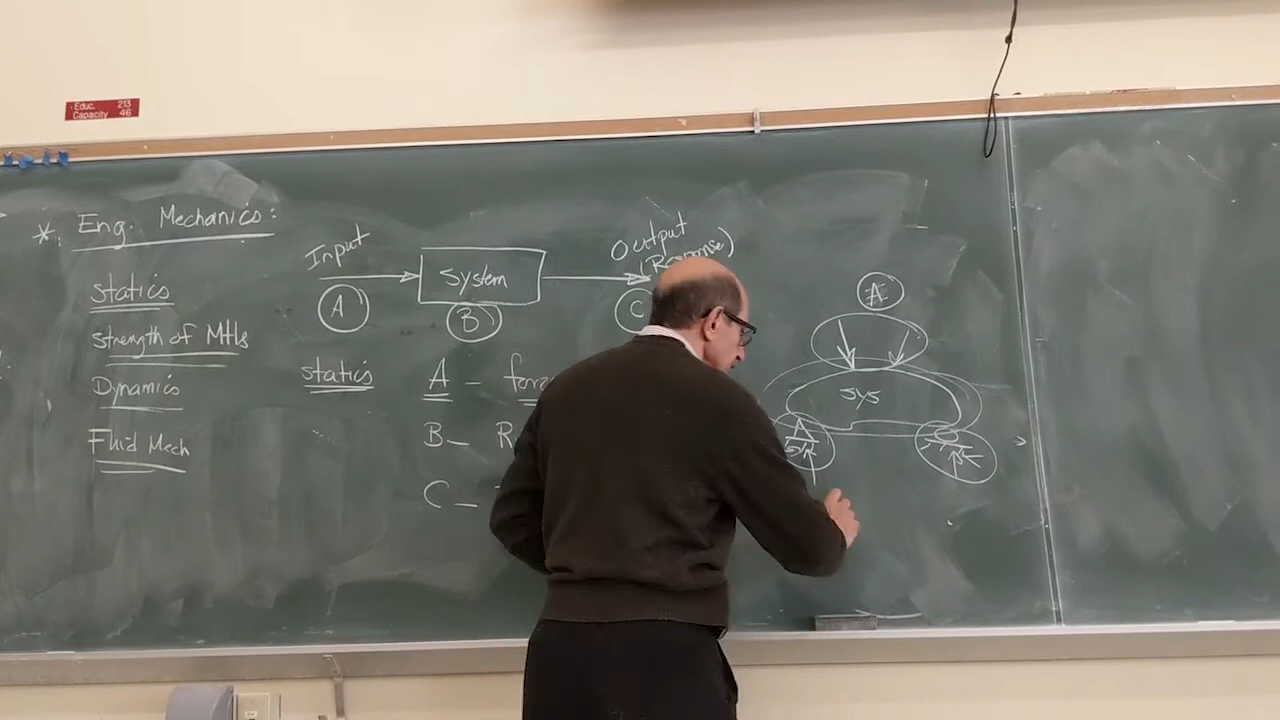 Educ. 213
Capacity 46
*. Eng. Mechanics:
Statics
Strength of Mtls
Dynamics
Fluid Mech
Input
System
Output
(Response)
A
B
C
statics
A –
B –
C –
A
sys